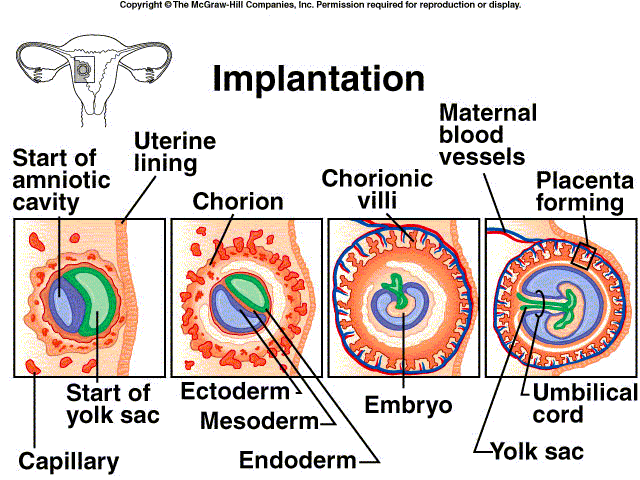 Copyright © The McGraw-Hill Companies, Inc. Permission required for reproduction or display.
Implantation
Start of
amniotic
cavity
Uterine
lining
Chorion
Chorionic
villi
Maternal
blood
vessels
Placenta
forming
Capillary
Start of
yolk sac
Ectoderm
Mesoderm
Endoderm
Embryo
Umbilical
cord
Yolk sac